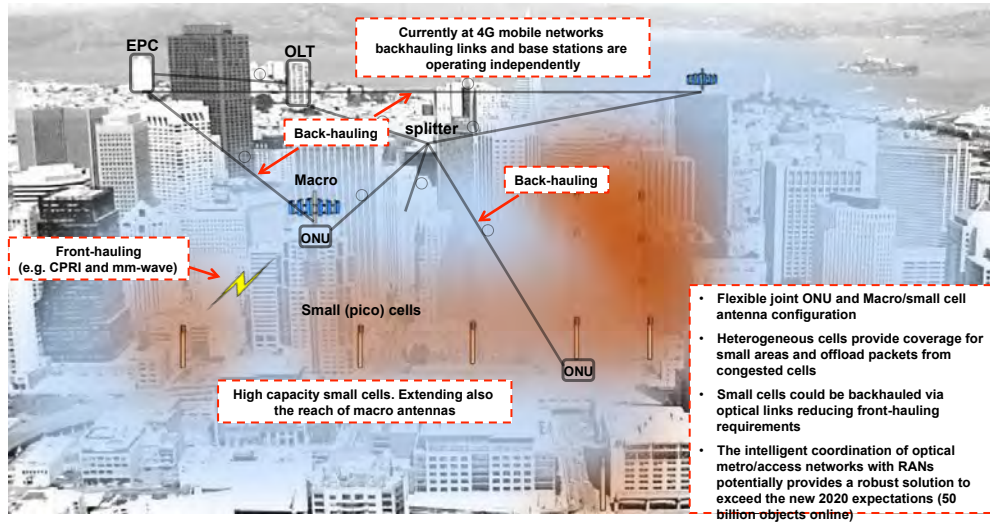 EPC
OLT
Currently at 4G mobile networks
backhauling links and base stations are
operating independently
Back-hauling
splitter
Macro
Back-hauling
ONU
Front-hauling
(e.g. CPRI and mm-wave)
Small (pico) cells
ONU
High capacity small cells. Extending also
the reach of macro antennas
• Flexible joint ONU and Macro/small cell
antenna configuration
• Heterogeneous cells provide coverage for
small areas and offload packets from
congested cells
• Small cells could be backhauled via
optical links reducing front-hauling
requirements
• The intelligent coordination of optical
metro/access networks with RANs
potentially provides a robust solution to
exceed the new 2020 expectations (50
billion objects online)